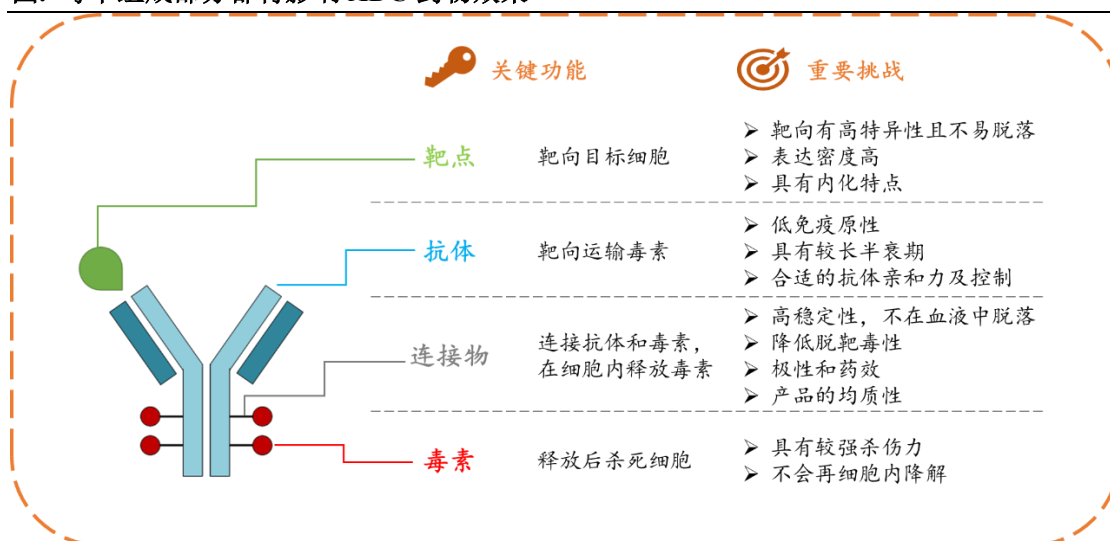 关键功能
重要挑战
靶点
靶向目标细胞
➢ 靶向有高特异性且不易脱落
➢ 表达密度高
➢ 具有内化特点
抗体
靶向运输毒素
➢ 低免疫原性
➢ 具有较长半衰期
➢ 合适的抗体亲和力及控制
连接物
连接抗体和毒素，
在细胞内释放毒素
➢ 高稳定性，不在血液中脱落
➢ 降低脱靶毒性
➢ 极性和药效
➢ 产品的均质性
毒素
释放后杀死细胞
➢ 具有较强杀伤力
➢ 不会再细胞内降解